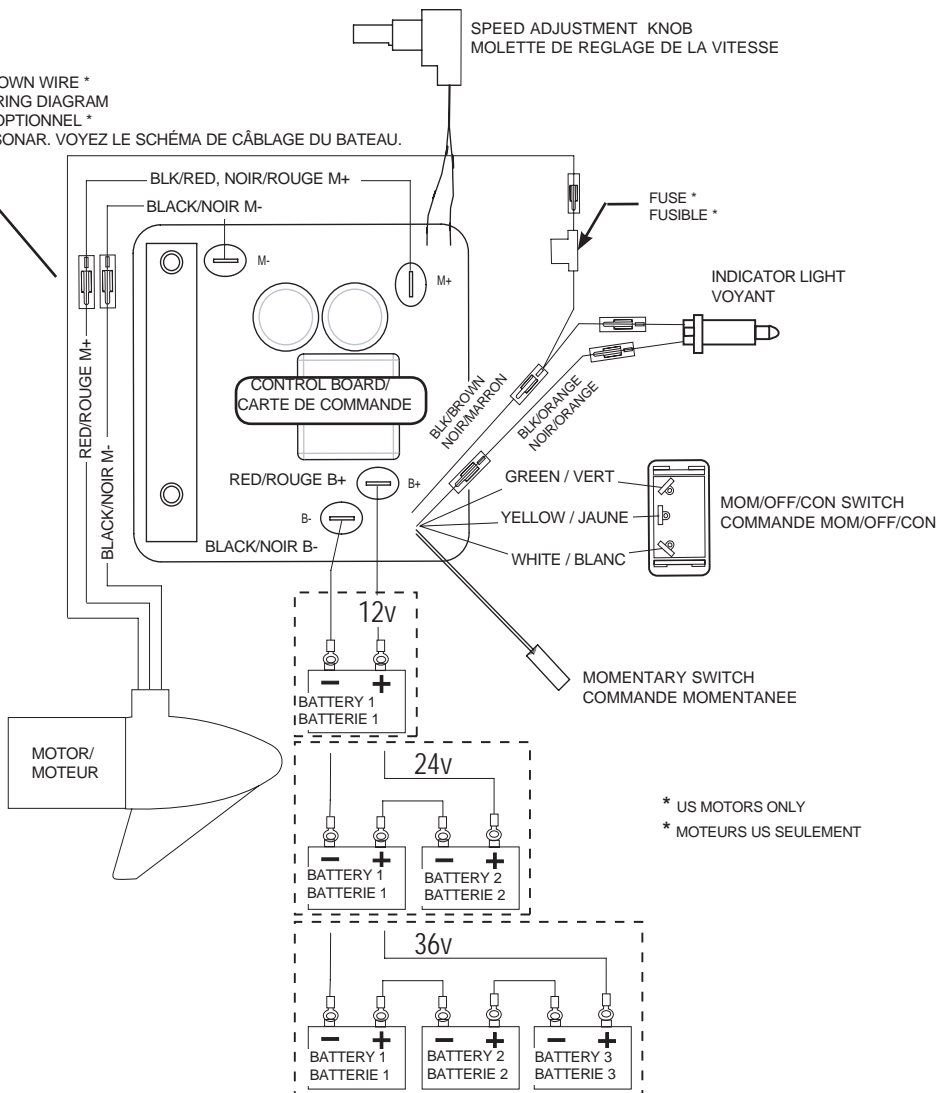 SPEED ADJUSTMENT KNOB
MOLETTE DE REGLAGE DE LA VITESSE
OWN WIRE *
RING DIAGRAM
OPTIONNEL *
SONAR. VOYEZ LE SCHÉMA DE CÂBLAGE DU BATEAU.
BLK/RED, NOIR/ROUGE M+
BLACK/NOIR M-
FUSE *
FUSIBLE *
M-
M+
INDICATOR LIGHT
VOYANT
RED/ROUGE M+
BLACK/NOIR M-
CONTROL BOARD/
CARTE DE COMMANDE
BLK/BROWN
NOIR/MARRON
BLK/ORANGE
NOIR/ORANGE
RED/ROUGE B+
B+
B-
BLACK/NOIR B-
GREEN / VERT
YELLOW / JAUNE
WHITE / BLANC
MOM/OFF/CON SWITCH
COMMANDE MOM/OFF/CON
12v
− +
BATTERY 1
BATTERIE 1
MOMENTARY SWITCH
COMMANDE MOMENTANEE
MOTOR/
MOTEUR
24v
− + − +
BATTERY 1
BATTERIE 1
BATTERY 2
BATTERIE 2
* US MOTORS ONLY
* MOTEURS US SEULEMENT
36v
− + − + − +
BATTERY 1
BATTERIE 1
BATTERY 2
BATTERIE 2
BATTERY 3
BATTERIE 3